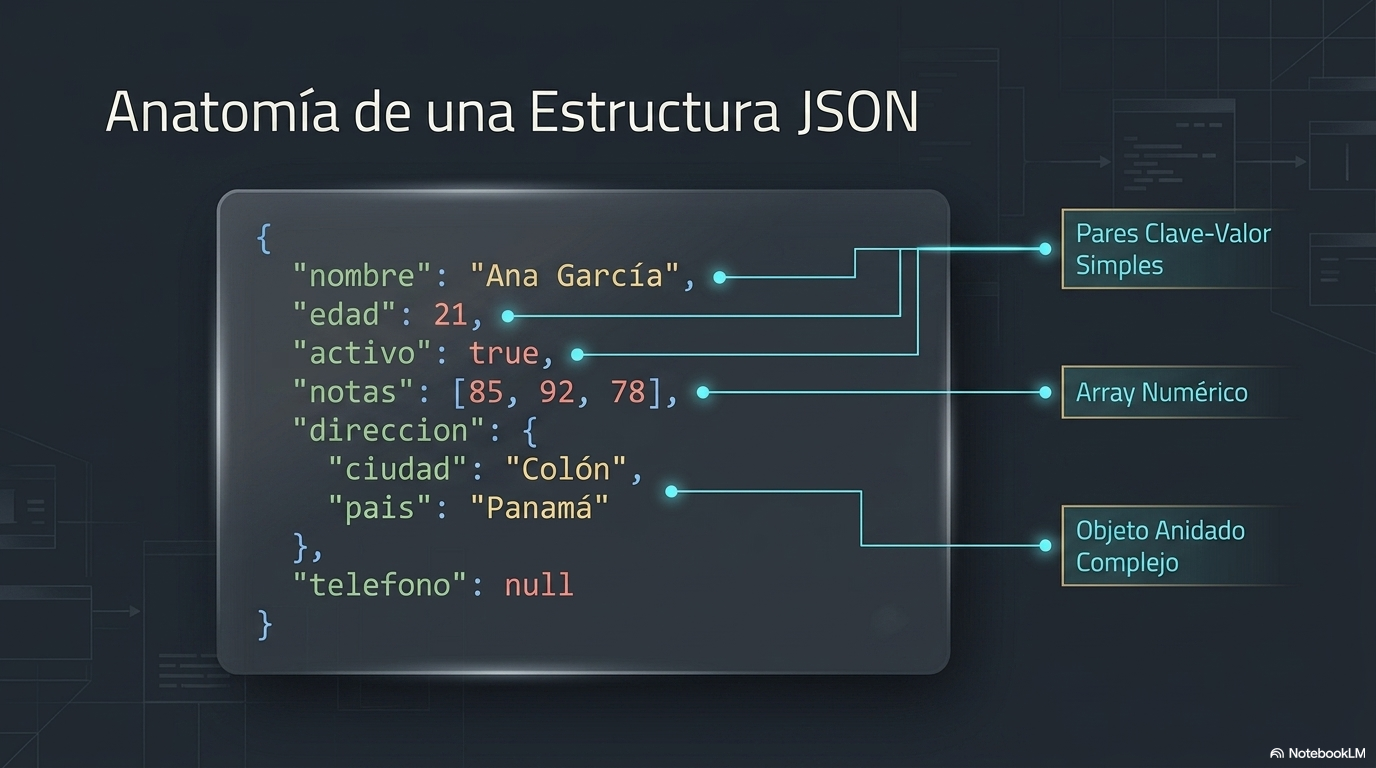 Anatomía de una Estructura JSON
{
"nombre": "Ana García",
"edad": 21,
"activo": true,
"notas": [85, 92, 78],
"direccion": {
"ciudad": "Colón",
"pais": "Panamá"
},
"telefono": null
}
Pares Clave-Valor
Simples
Array Numérico
Objeto Anidado
Complejo
NotebookLM